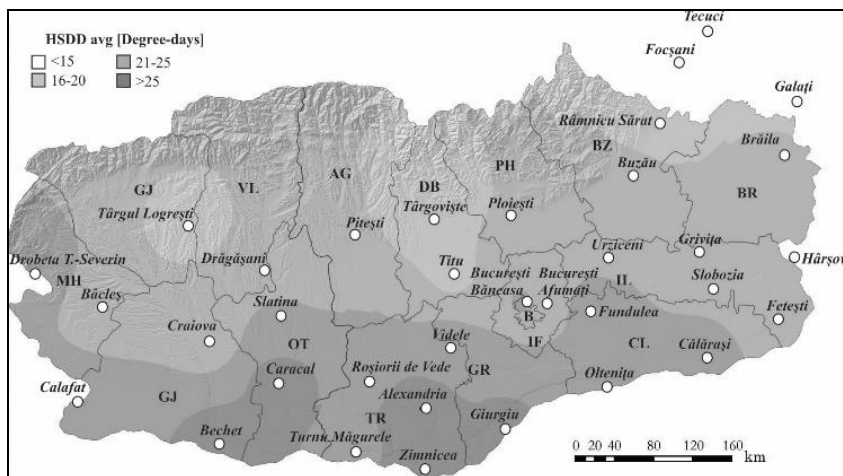 Tecuci
HSDD avg [Degree-days]
<15 21-25
16-20 >25
Focșani
Galați
Râmnicu Sărat
Brăila
GJ VL AG DB PH BZ BR
Buzău
Târgul Logrești Târgoviște Ploiești
Pitești
Drobeta T.-Severin Drăgășani Titu Urziceni Grivița Hârșov
MH București București IL Slobozia
Băcleș Băneasa Afumați
Slatina B Fundulea Fetești
Craiova OT Videle IF CL Călărași
Caracal Roșiorii de Vede GR
Calafat Alexandria Oltenița
GJ TR Giurgiu
Bechet Turnu Măgurele
Zimnicea
0 20 40 80 120 160
km